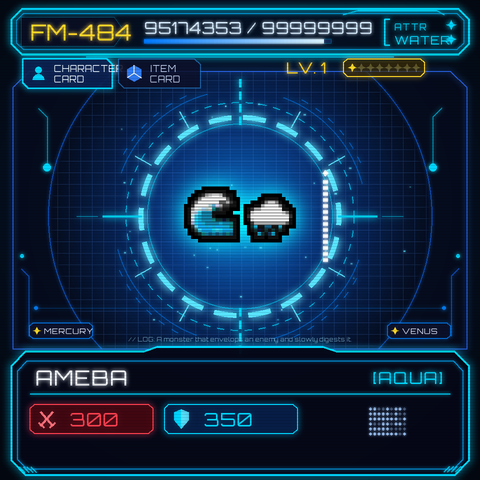 FM-484
95174353 / 99999999
ATTR
WATER
CHARACTER
CARD
ITEM
CARD
LV.1
MERCURY
VENUS
// LOG: A monster that envelops an enemy and slowly digests it.
AMEBA
[AQUA]
300
350